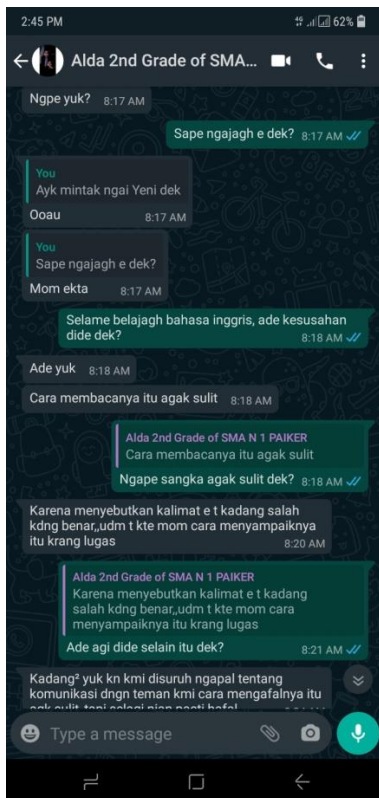 2:45 PM
62%
Alda 2nd Grade of SMA...
Ngpe yuk? 8:17 AM
Sape ngajagh e dek? 8:17 AM
You
Ayk mintak ngai Yeni dek
Ooau 8:17 AM
You
Sape ngajagh e dek?
Mom ekta 8:17 AM
Selame belajagh bahasa inggris, ade kesusahan
dide dek? 8:18 AM
Ade yuk 8:18 AM
Cara membacanya itu agak sulit 8:18 AM
Alda 2nd Grade of SMA N 1 PAIKER
Cara membacanya itu agak sulit
Ngape sangka agak sulit dek? 8:18 AM
Karena menyebutkan kalimat e t kadang salah
kdng benar,,udm t kte mom cara menyampaiknya
itu krang lugas 8:20 AM
Alda 2nd Grade of SMA N 1 PAIKER
Karena menyebutkan kalimat e t kadang
salah kdng benar,,udm t kte mom cara
menyampaiknya itu krang lugas
Ade agi dide selain itu dek? 8:21 AM
Kadang² yuk kn kmi disuruh ngapal tentang
komunikasi dngn teman kmi cara mengafalnya itu
agk sulit, tapi selagi pasti hafal
Type a message